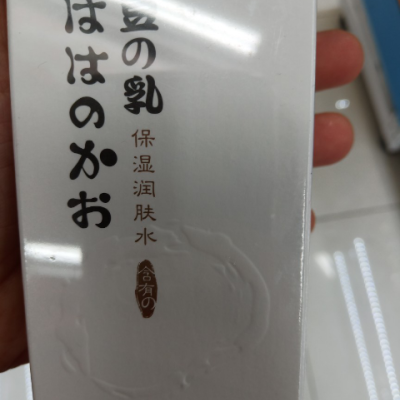 ははのかお
豆の乳
保湿润肤水
含有の